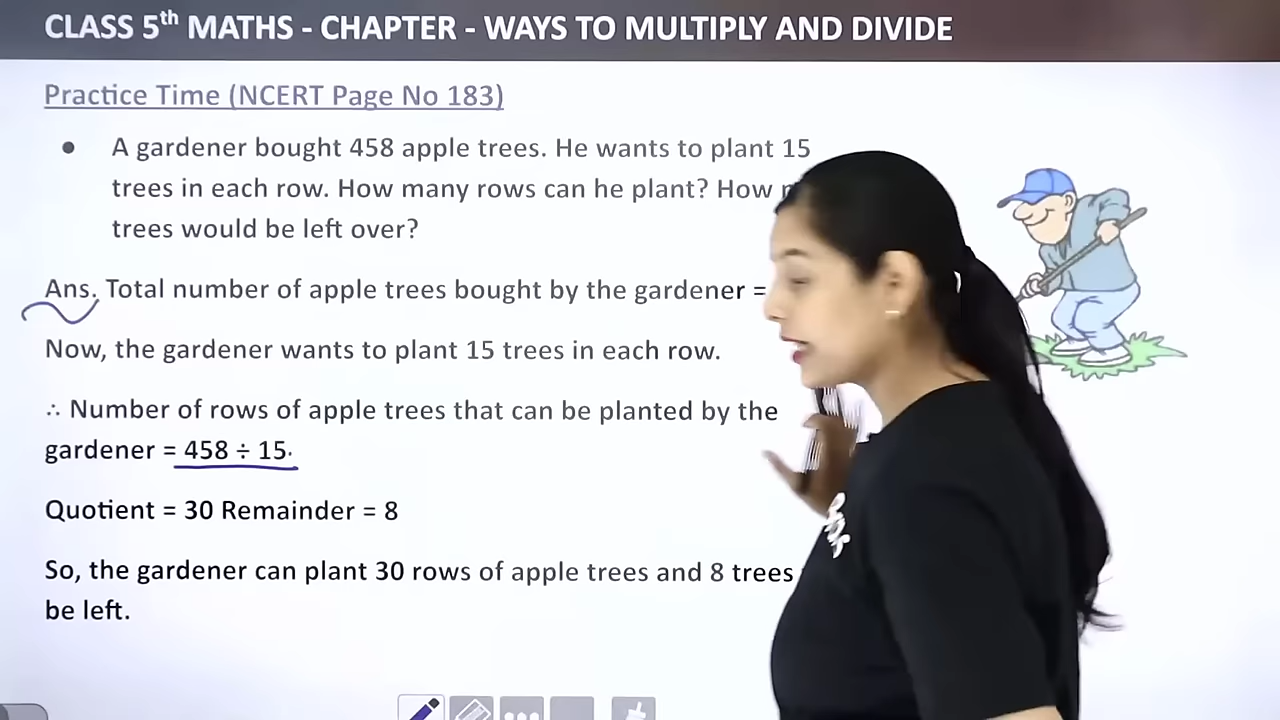 CLASS 5th MATHS - CHAPTER - WAYS TO MULTIPLY AND DIVIDE
Practice Time (NCERT Page No 183)
• A gardener bought 458 apple trees. He wants to plant 15
trees in each row. How many rows can he plant? How
trees would be left over?
Ans. Total number of apple trees bought by the gardener =
Now, the gardener wants to plant 15 trees in each row.
∴ Number of rows of apple trees that can be planted by the
gardener = 458 ÷ 15.
Quotient = 30 Remainder = 8
So, the gardener can plant 30 rows of apple trees and 8 trees
be left.